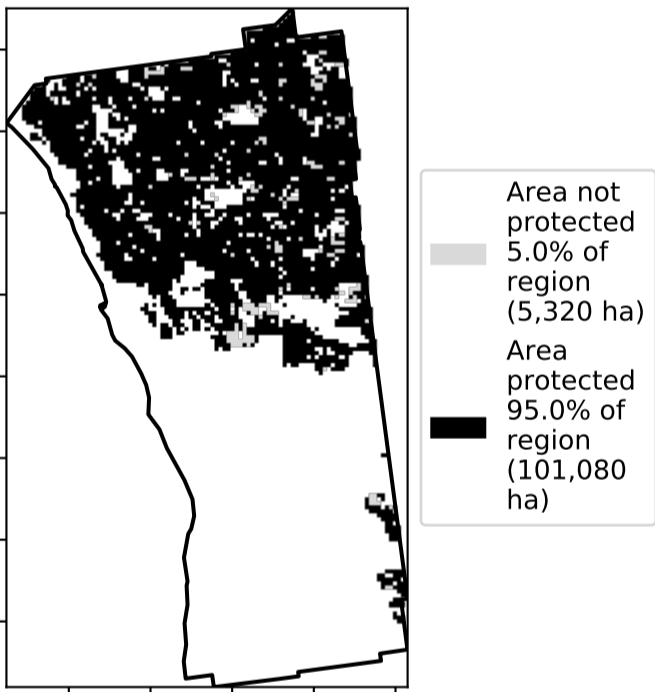 Area not
protected
5.0% of
region
(5,320 ha)
Area
protected
95.0% of
region
(101,080
ha)